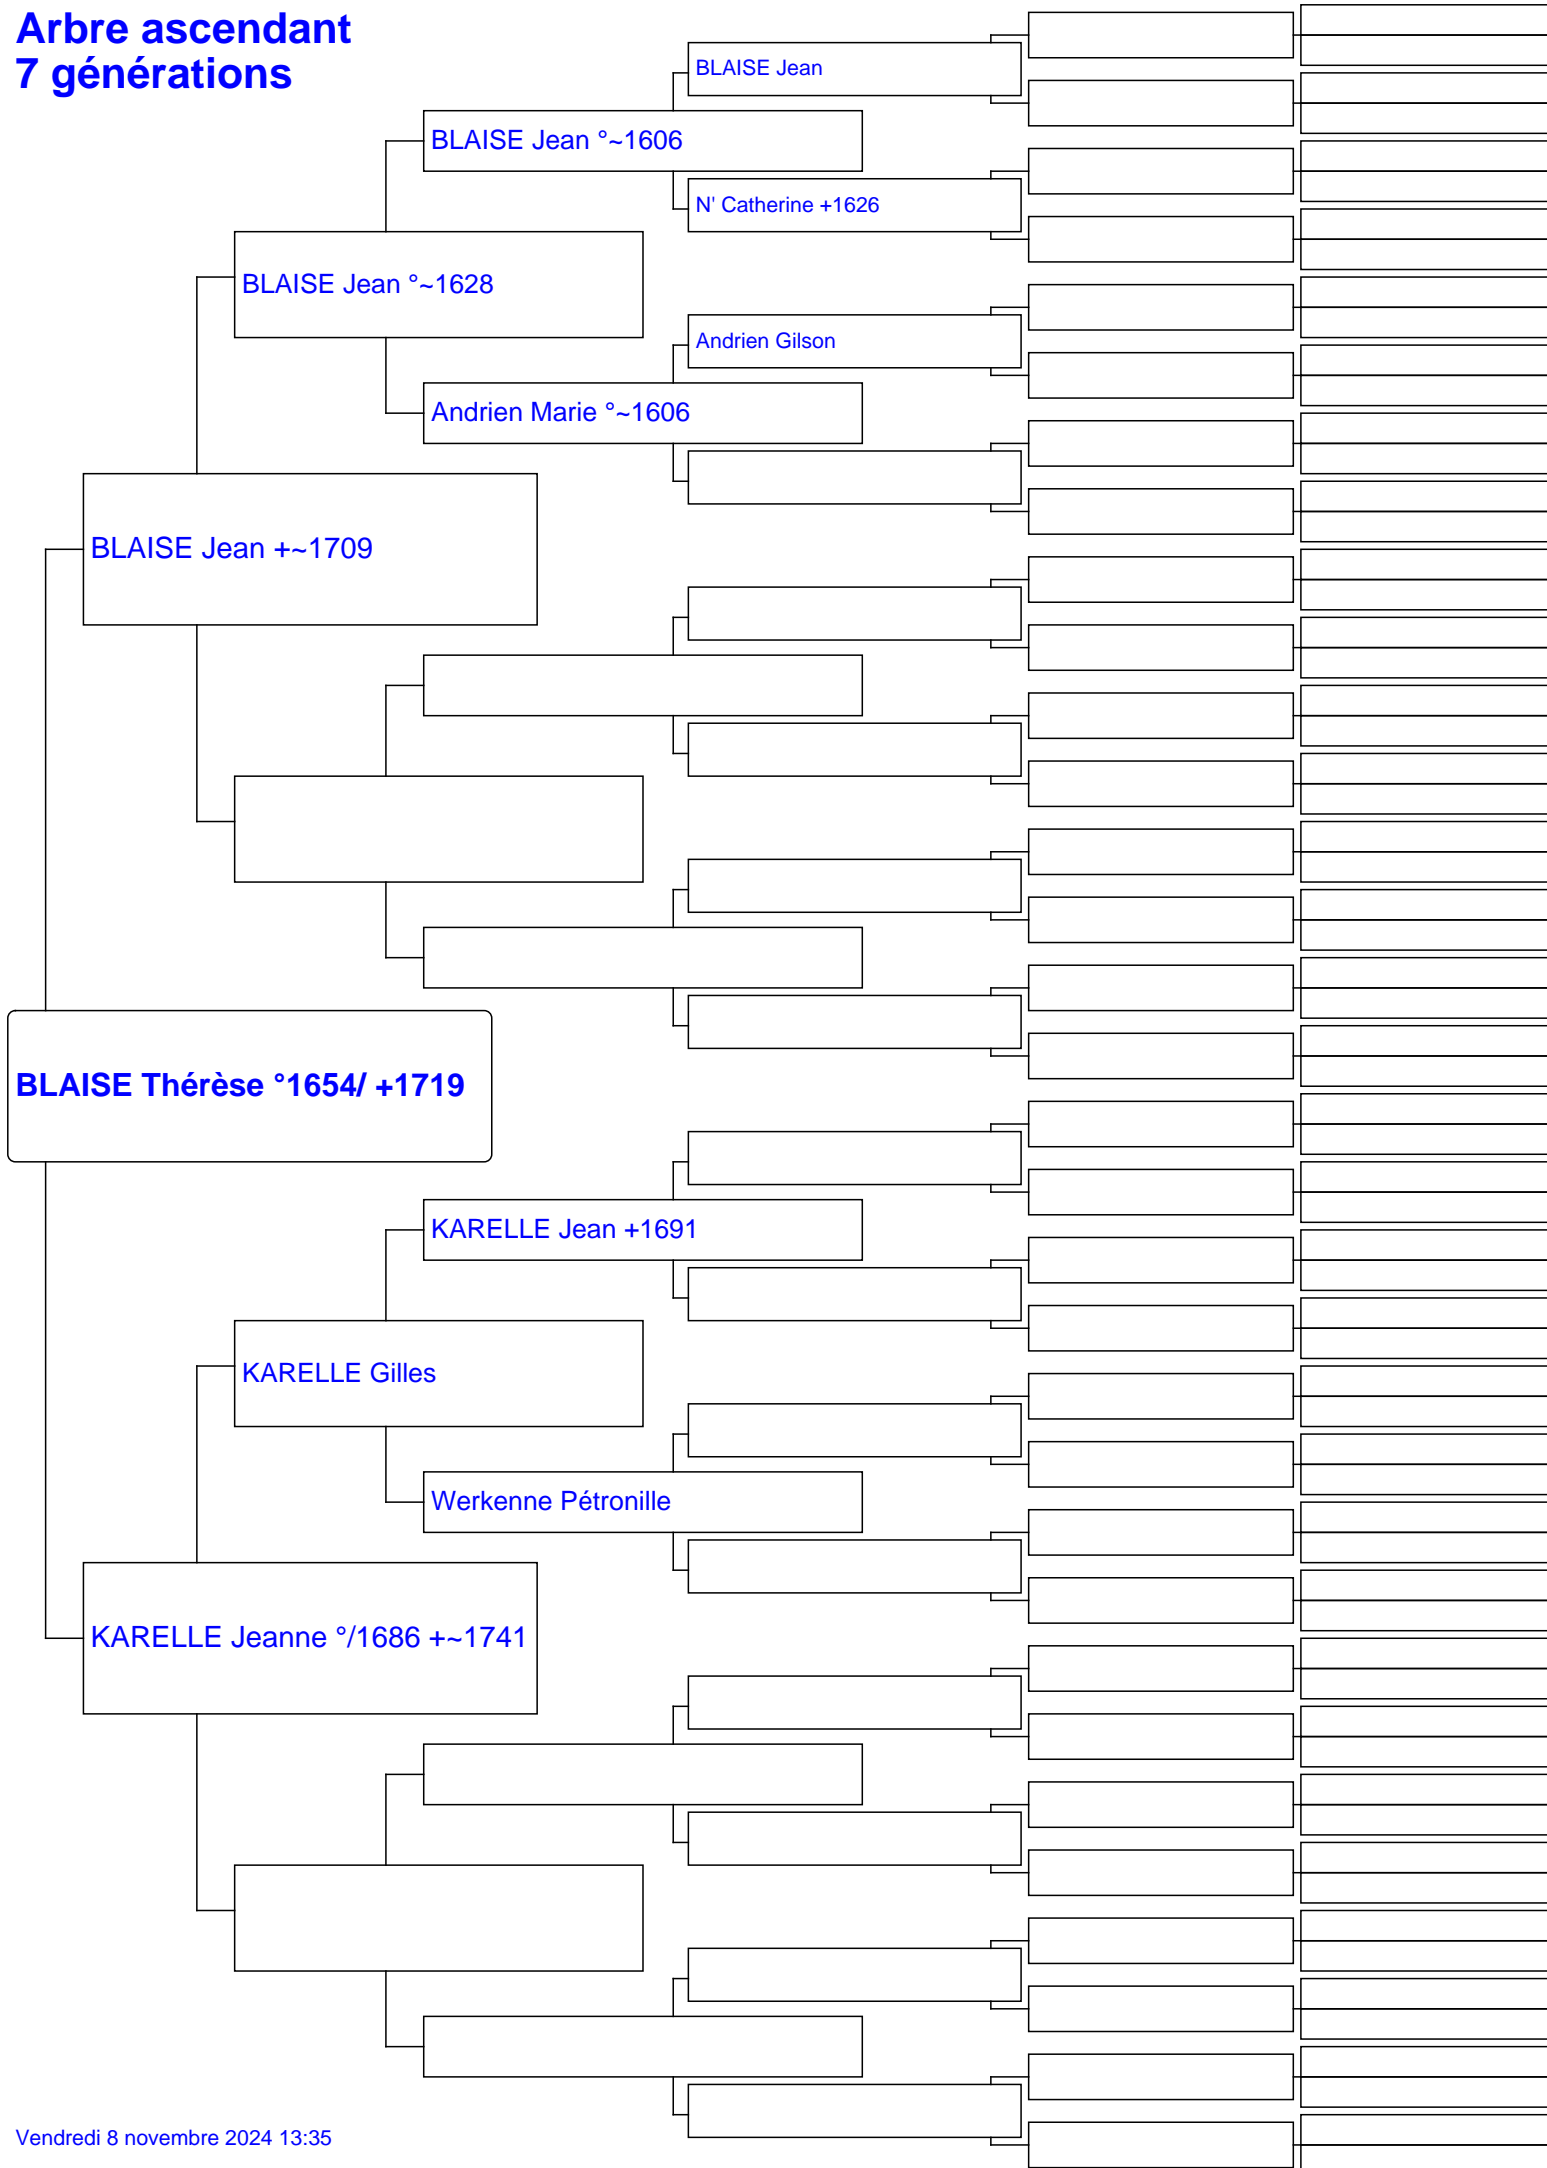 Arbre ascendant
7 générations
BLAISE Jean
BLAISE Jean °~1606
N' Catherine +1626
BLAISE Jean °~1628
Andrien Gilson
Andrien Marie °~1606
BLAISE Jean +~1709
BLAISE Thérèse °1654/ +1719
KARELLE Jean +1691
KARELLE Gilles
Werkenne Pétronille
KARELLE Jeanne °/1686 +~1741
Vendredi 8 novembre 2024 13:35